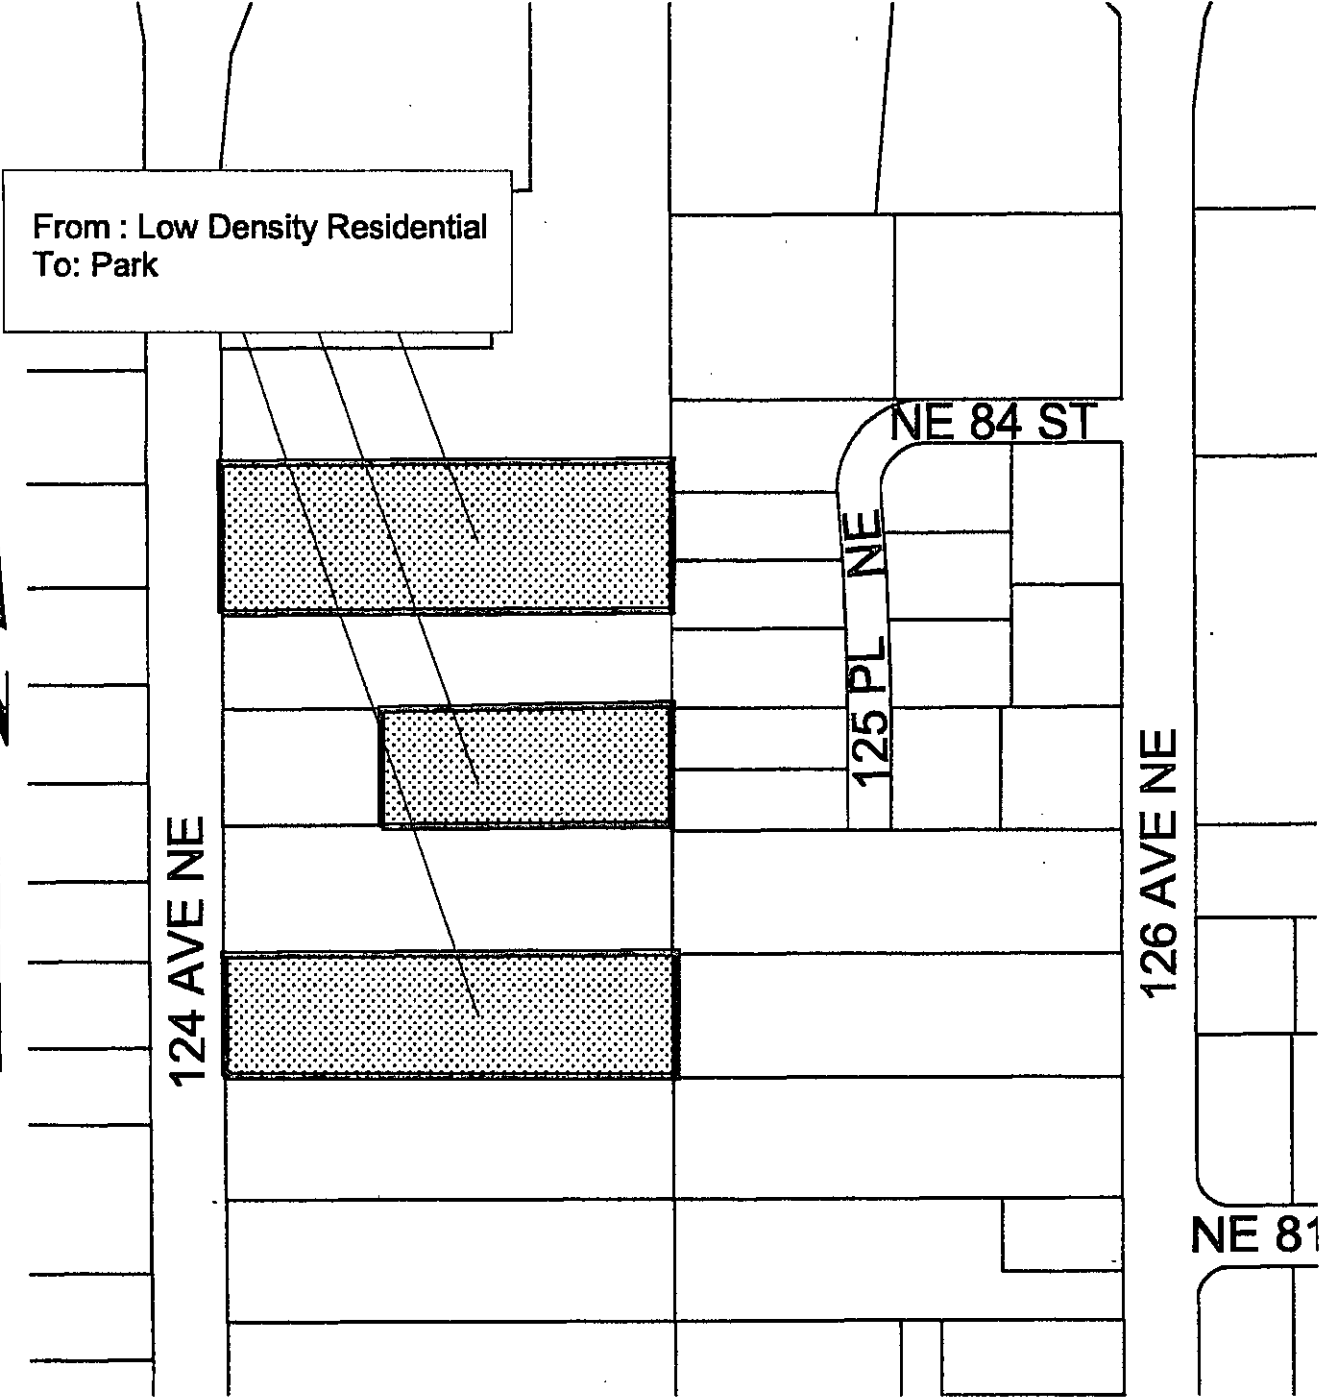 From : Low Density Residential
To: Park
NE 84 ST
125 PL NE
124 AVE NE
126 AVE NE
NE 81